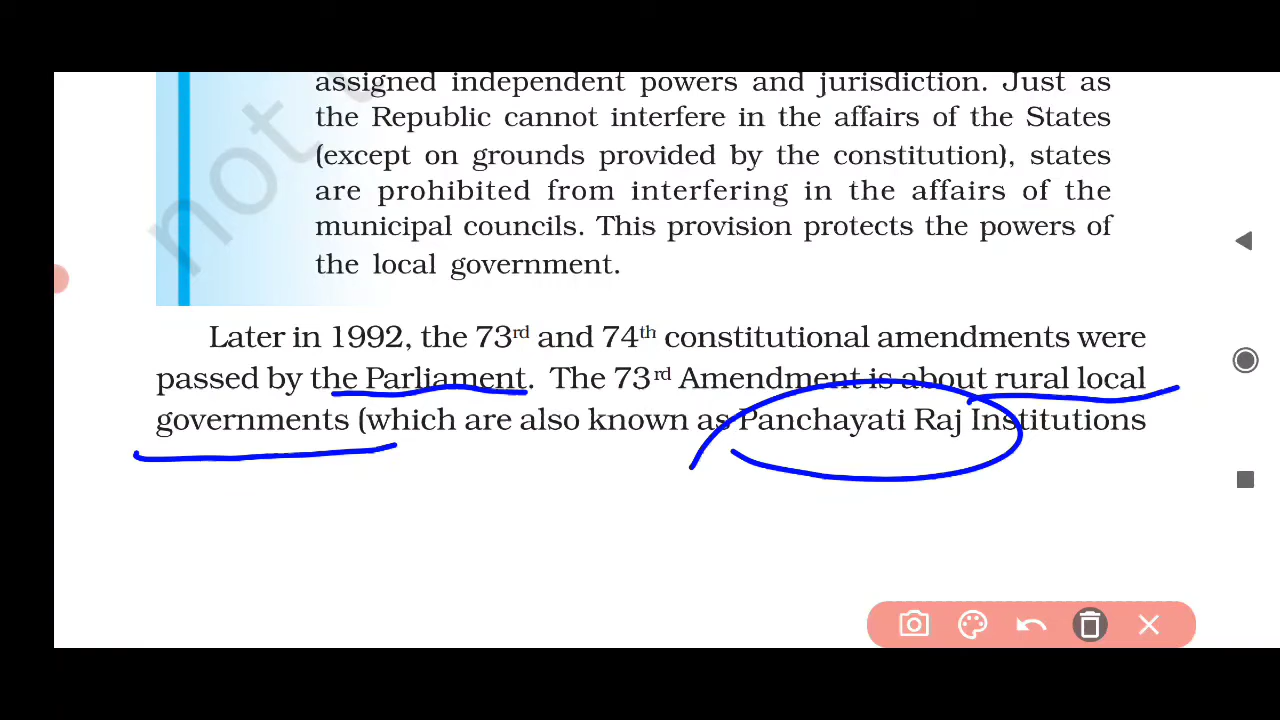 assigned independent powers and jurisdiction. Just as
the Republic cannot interfere in the affairs of the States
(except on grounds provided by the constitution), states
are prohibited from interfering in the affairs of the
municipal councils. This provision protects the powers of
the local government.
not
Later in 1992, the 73rd and 74th constitutional amendments were
passed by the Parliament. The 73rd Amendment is about rural local
governments (which are also known as Panchayati Raj Institutions